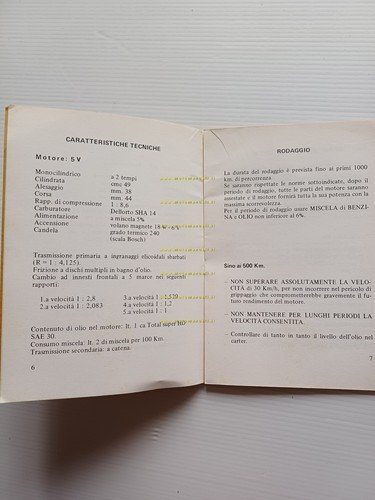 CARATTERISTICHE TECNICHE
Motore: 5 V
Monocilindrico a 2 tempi
Cilindrata cmc 49
Alesaggio mm. 38
Corsa mm. 44
Rapp. di compressione 1 : 8,6
Carburatore Dellorto SHA 14
Alimentazione a miscela 5%
Accensione volano magnete 18 W - 6 V
Candela grado termico 240
(scala Bosch)
Trasmissione primaria a ingranaggi elicoidali sbarbati
(R = 1 : 4,125).
Frizione a dischi multipli in bagno d'olio.
Cambio ad innesti frontali a 5 marce nei seguenti
rapporti:
1.a velocità 1 : 2,8 3.a velocità 1 : 1,579
2.a velocità 1 : 2,083 4.a velocità 1 : 1,2
5.a velocità 1 : 1
Contenuto di olio nel motore: lt. 1 ca Total super HD
SAE 30.
Consumo miscela: lt. 2 di miscela per 100 Km.
Trasmissione secondaria: a catena.
6
RODAGGIO
La durata del rodaggio è prevista fino ai primi 1000
km. di percorrenza.
Se saranno rispettate le norme sottoindicate, dopo il
periodo di rodaggio, tutte le parti del motore saranno
assestate e il motore fornirà tutta la sua potenza con la
massima scorrevolezza.
Per il periodo di rodaggio usare MISCELA di BENZI-
NA e OLIO non inferiore al 6%.
Sino ai 500 Km.
– NON SUPERARE ASSOLUTAMENTE LA VELO-
CITÀ di 30 Km/h, per non incorrere nel pericolo di
grippaggio che comprometterebbe gravemente il fu-
turo rendimento del motore.
– NON MANTENERE PER LUNGHI PERIODI LA
VELOCITÀ CONSENTITA.
– Controllare di tanto in tanto il livello dell'olio nel
carter.
7